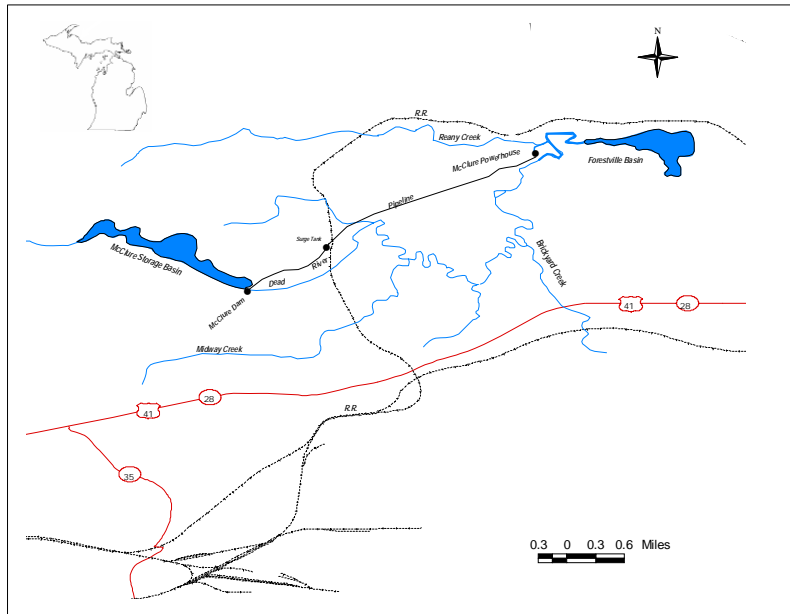 N
R.R.
Reany Creek
McClure Powerhouse
Forestville Basin
Pipeline
Surge Tank
River
Dead
McClure Storage Basin
McClure Dam
Brickyard Creek
41
28
Midway Creek
28
41
R.R.
35
0.3 0 0.3 0.6 Miles